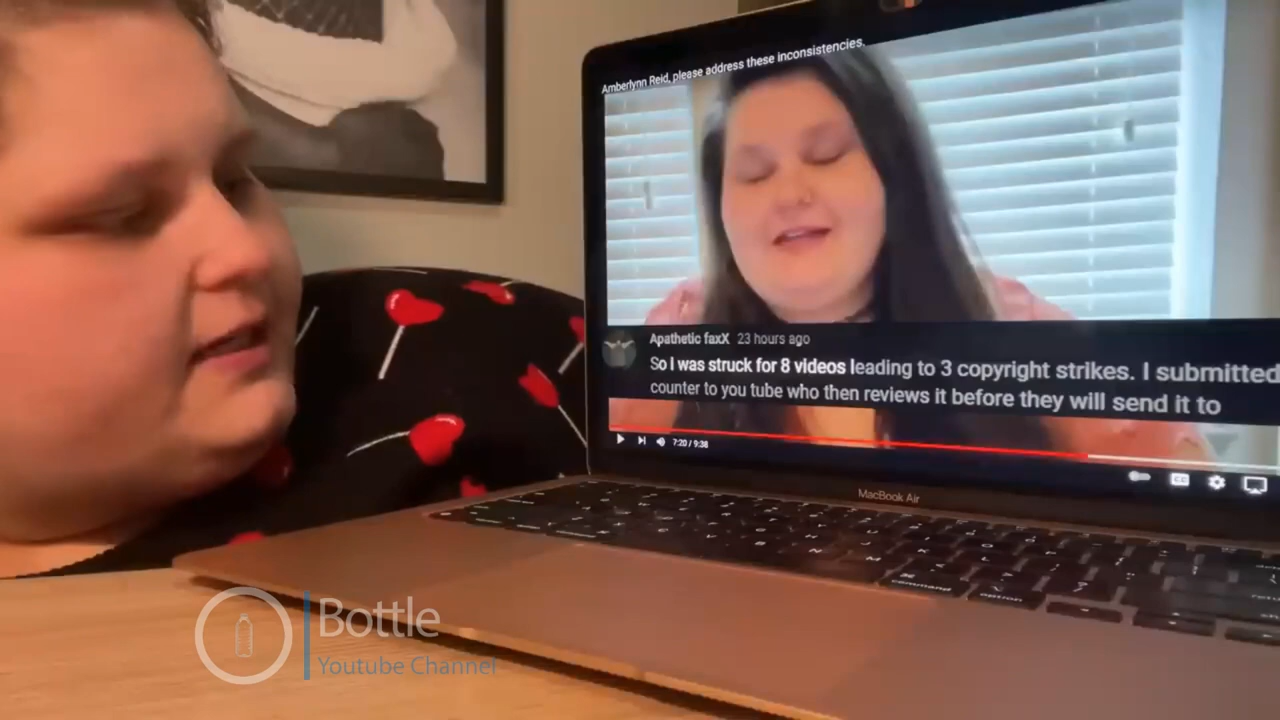 Amberlynn Reid, please address these inconsistencies.
Apathetic faxX 23 hours ago
So I was struck for 8 videos leading to 3 copyright strikes. I submitted
counter to you tube who then reviews it before they will send it to
7:20 / 9:38
MacBook Air
command
option
Bottle
Youtube Channel